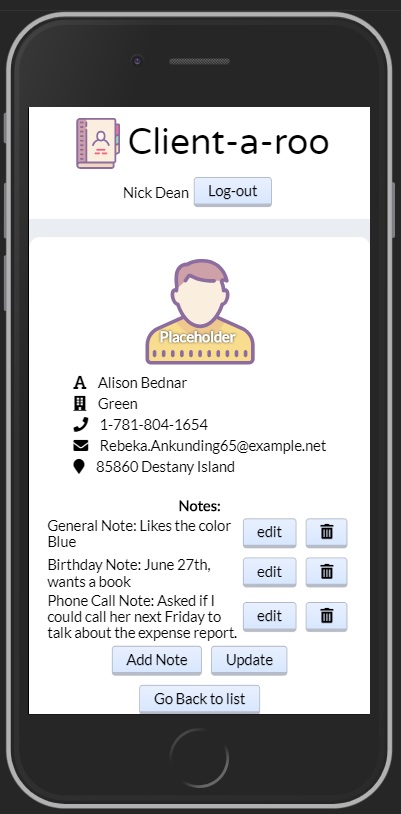 Client-a-roo
Nick Dean Log-out
Placeholder
Alison Bednar
Green
1-781-804-1654
Rebeka.Ankunding65@example.net
85860 Destany Island
Notes:
General Note: Likes the color
Blue
edit
Birthday Note: June 27th,
wants a book
edit
Phone Call Note: Asked if I
could call her next Friday to
talk about the expense report.
edit
Add Note Update
Go Back to list